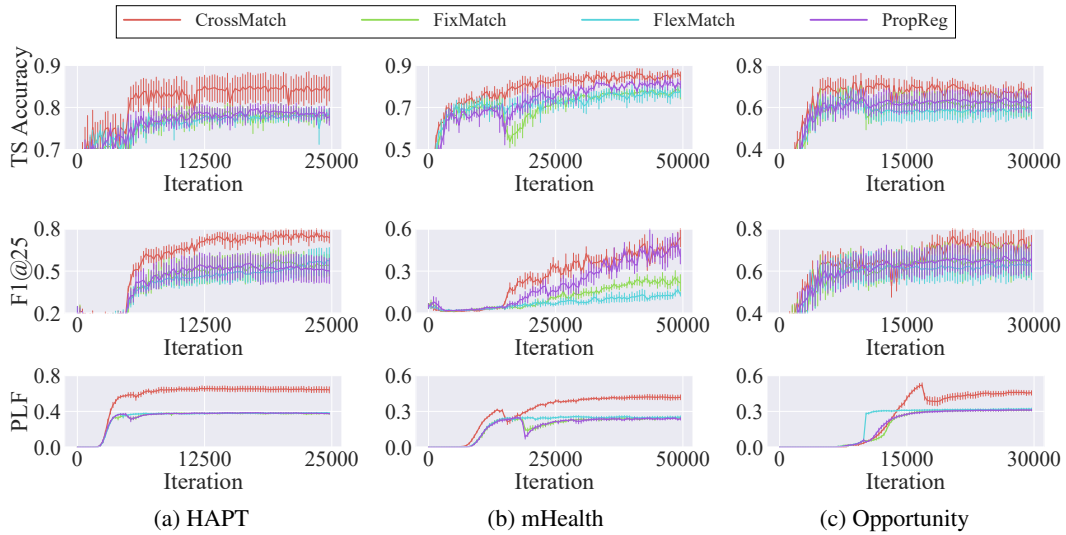 CrossMatch FixMatch FlexMatch PropReg
TS Accuracy
0.9 0.9 0.8
0.8 0.7 0.6
0.7 0.5 0.4
0 12500 25000 0 25000 50000 0 15000 30000
Iteration Iteration Iteration
F1@25
0.8 0.6 0.8
0.5 0.3 0.6
0.2 0.0 0.4
0 12500 25000 0 25000 50000 0 15000 30000
Iteration Iteration Iteration
PLF
0.8 0.6 0.6
0.4 0.3 0.3
0.0 0.0 0.0
0 12500 25000 0 25000 50000 0 15000 30000
Iteration Iteration Iteration
(a) HAPT (b) mHealth (c) Opportunity